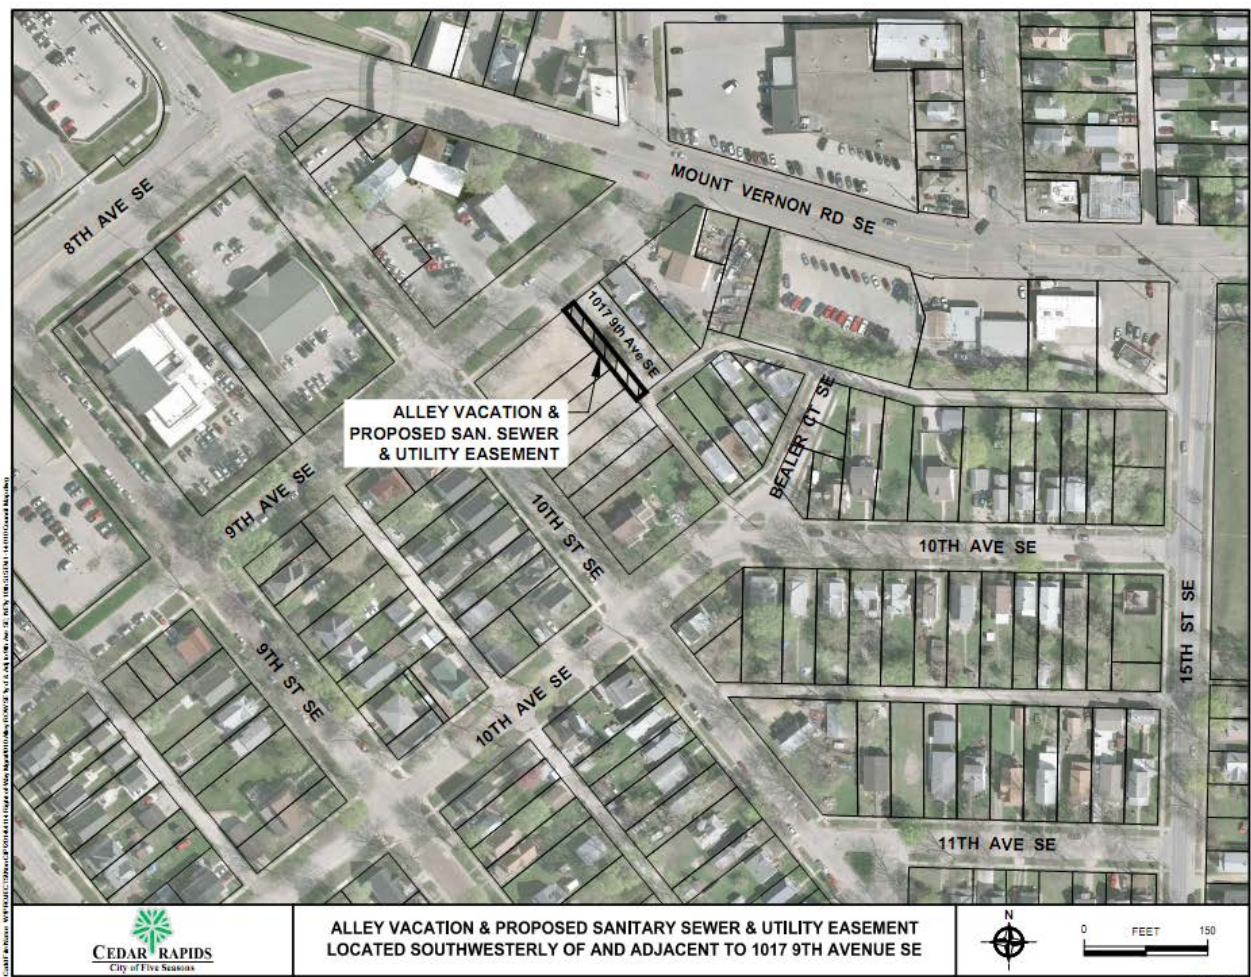 8TH AVE SE
MOUNT VERNON RD SE
1017 9th Ave SE
ALLEY VACATION &
PROPOSED SAN. SEWER
& UTILITY EASEMENT
BEALER CT SE
9TH AVE SE
10TH ST SE
10TH AVE SE
15TH ST SE
9TH ST SE
10TH AVE SE
11TH AVE SE
CEDAR RAPIDS
City of Five Seasons
ALLEY VACATION & PROPOSED SANITARY SEWER & UTILITY EASEMENT
LOCATED SOUTHWESTERLY OF AND ADJACENT TO 1017 9TH AVENUE SE
N
0 FEET 150